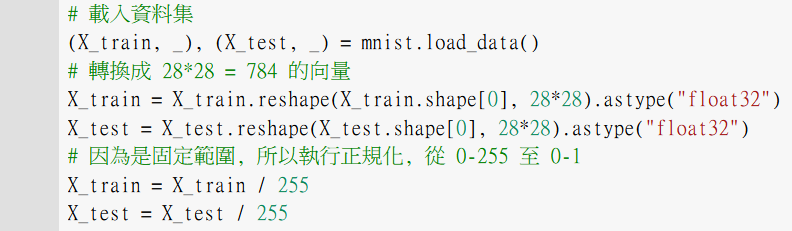 # 載入資料集
(X_train, _), (X_test, _) = mnist.load_data()
# 轉換成 28*28 = 784 的向量
X_train = X_train.reshape(X_train.shape[0], 28*28).astype("float32")
X_test = X_test.reshape(X_test.shape[0], 28*28).astype("float32")
# 因為是固定範圍, 所以執行正規化, 從 0-255 至 0-1
X_train = X_train / 255
X_test = X_test / 255